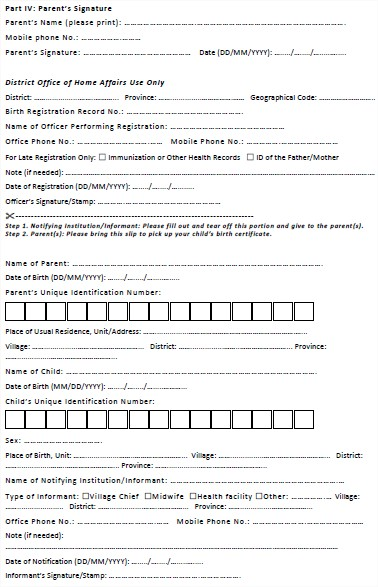 Part IV: Parent's Signature
Parent's Name (please print): ……………………………………………………………………….
Mobile phone No.: ………………………………
Parent's Signature: …………………………… Date (DD/MM/YYYY): ……../……../…………….
District Office of Home Affairs Use Only
District: ………………………………… Province: ………………………………… Geographical Code: ………………………
Birth Registration Record No.: …………………………………………….
Name of Officer Performing Registration: ……………………………………………
Office Phone No.: ………………………… Mobile Phone No.: …………………………
For Late Registration Only: ☐ Immunization or Other Health Records ☐ ID of the Father/Mother
Note (if needed): ……………………………………………………………………………………………………
Date of Registration (DD/MM/YYYY): ……../……../……………
Officer's Signature/Stamp: …………………………………………
✂-----------------------------------------------------------------
Step 1. Notifying Institution/Informant: Please fill out and tear off this portion and give to the parent(s).
Step 2. Parent(s): Please bring this slip to pick up your child's birth certificate.
Name of Parent: …………………………………………………………………………….
Date of Birth (DD/MM/YYYY): ……../……../………………
Parent's Unique Identification Number:
Place of Usual Residence, Unit/Address: ……………………………………………………
Village: ………………………………… District: ………………………………… Province:
…………………………………
Name of Child: …………………………………………………………………………….
Date of Birth (MM/DD/YYYY): ……../……../………………
Child's Unique Identification Number:
Sex: ……………………………
Place of Birth, Unit: ………………………………… Village: ………………………………… District:
………………………………… Province: …………………………………
Name of Notifying Institution/Informant: ……………………………………………………
Type of Informant: ☐Village Chief ☐Midwife ☐Health facility ☐Other: ……………… Village:
………………… District: ………………………………… Province: …………………………………
Office Phone No.: ………………………………… Mobile Phone No.: …………………………………
Note (if needed): ……………………………………………………………………………………………………
…………………………………………………………
Date of Notification (DD/MM/YYYY): ……../……../……………
Informant's Signature/Stamp: …………………………………………